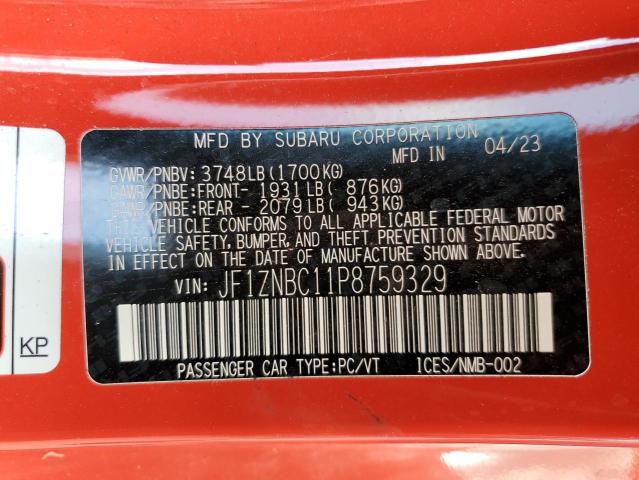 MFD BY SUBARU CORPORATION
MFD IN 04/23
GVWR/PNBV: 3748LB(1700KG)
GAWR/PNBE:FRONT- 1931LB( 876KG)
GAWR/PNBE:REAR - 2079LB( 943KG)
THIS VEHICLE CONFORMS TO ALL APPLICABLE FEDERAL MOTOR
VEHICLE SAFETY, BUMPER, AND THEFT PREVENTION STANDARDS
IN EFFECT ON THE DATE OF MANUFACTURE SHOWN ABOVE.
VIN: JF1ZNBC11P8759329
PASSENGER CAR TYPE:PC/VT ICES/NMB-002
KP